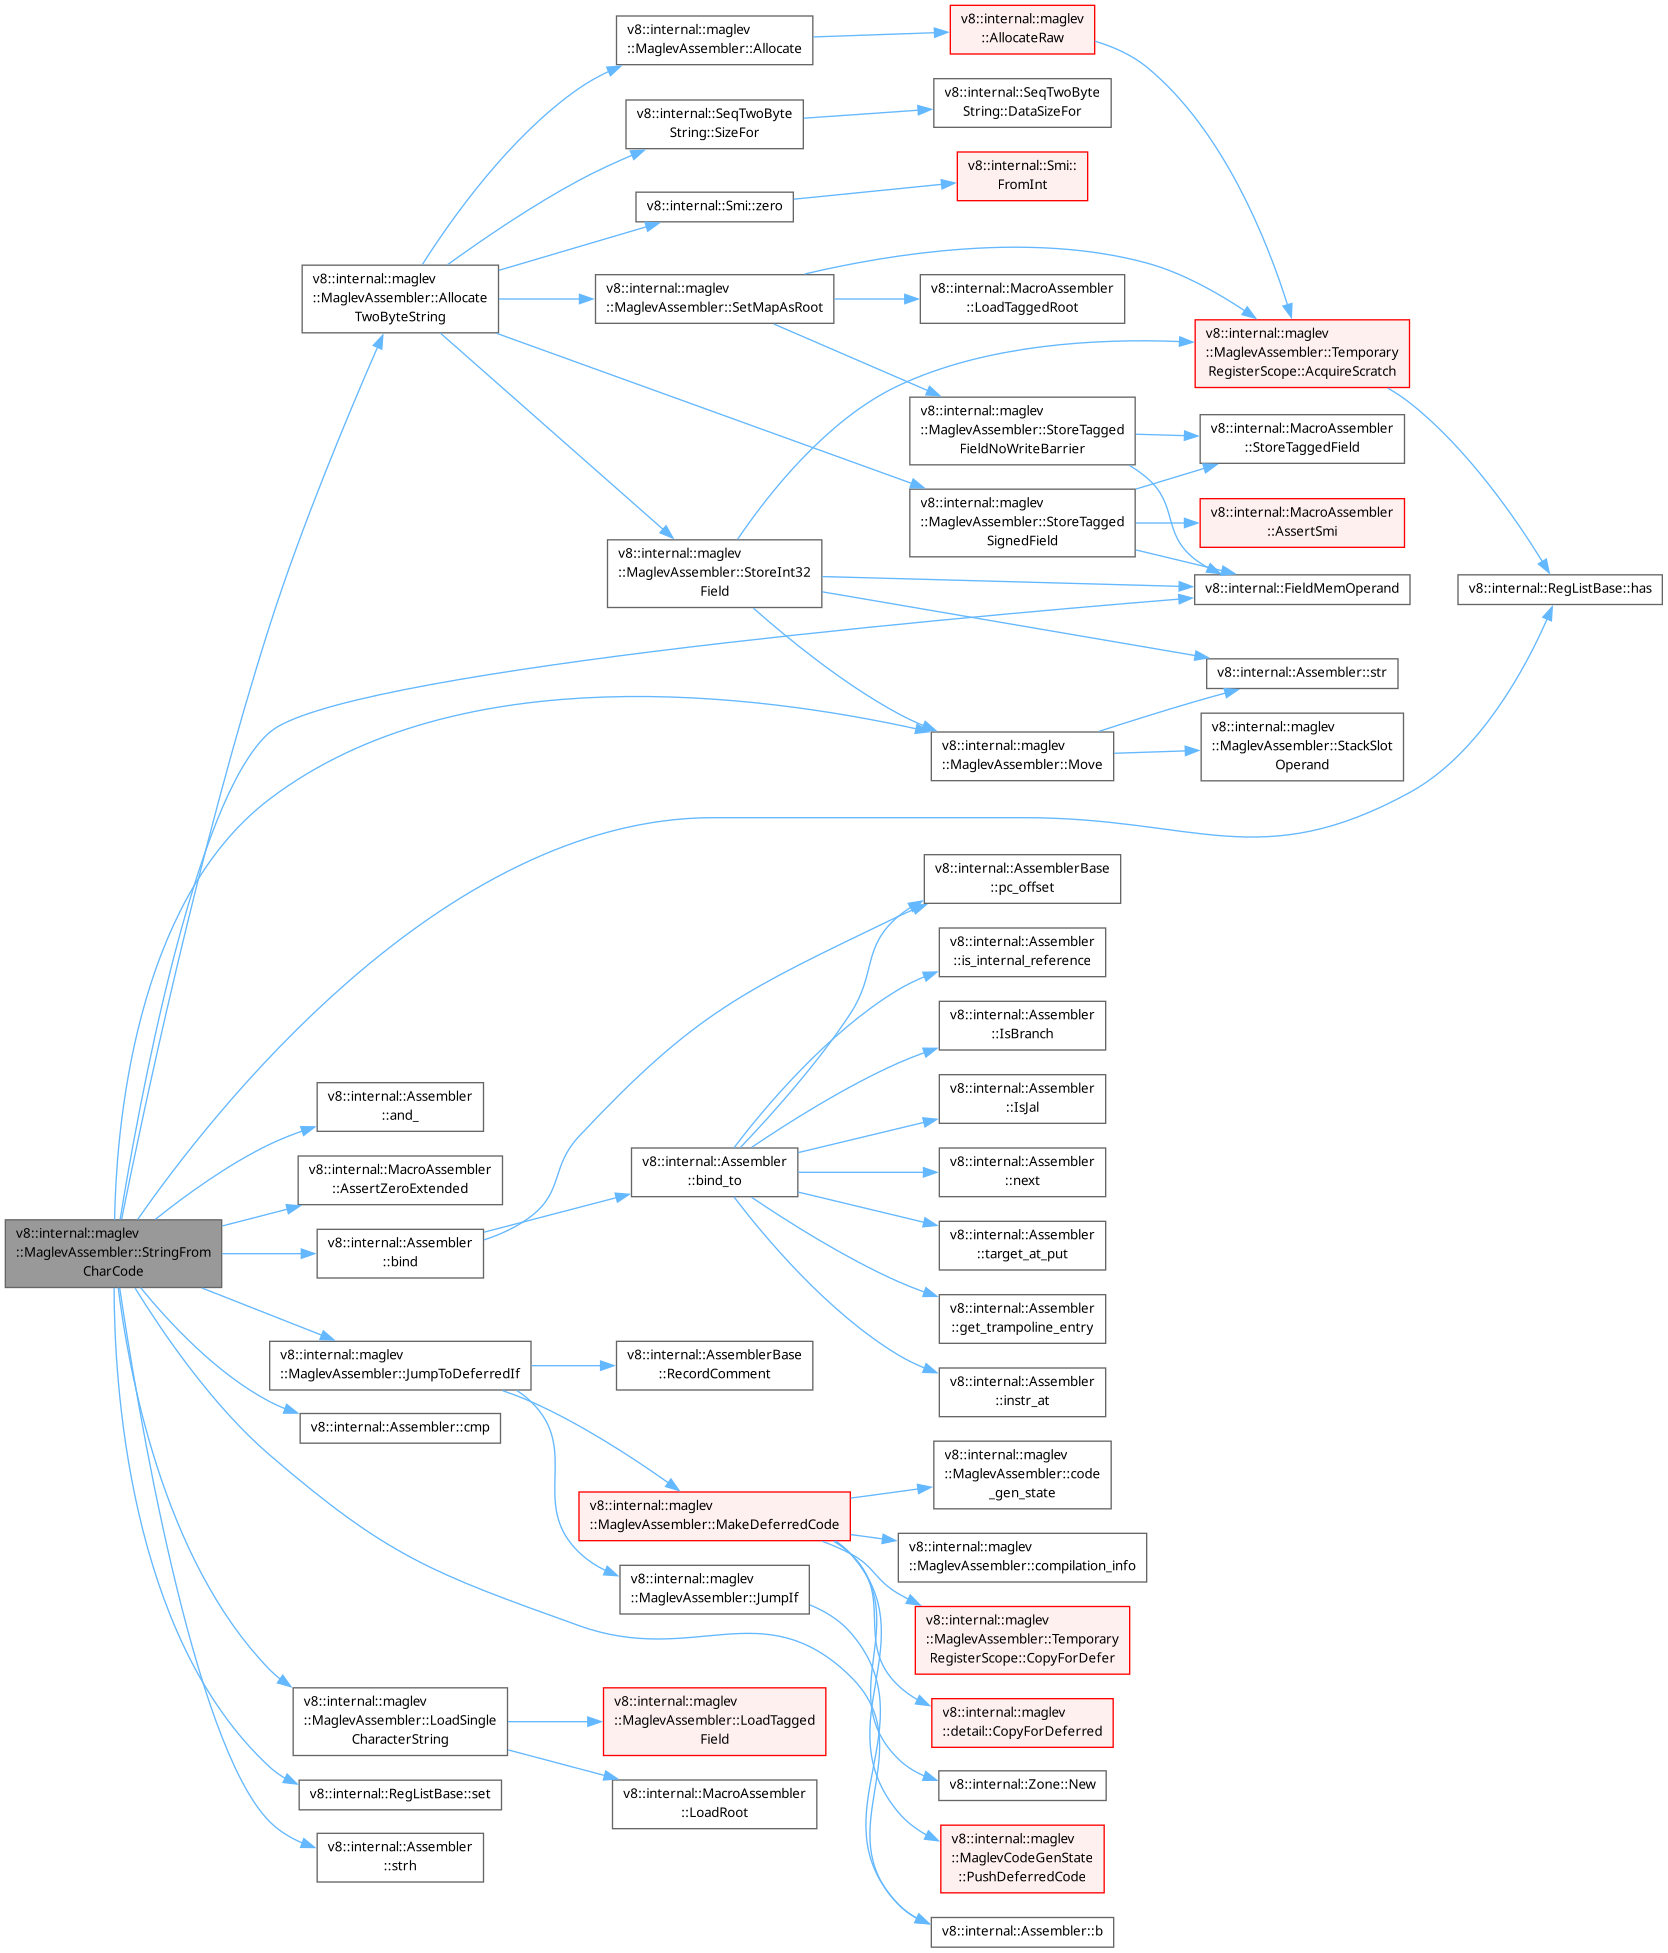 v8::internal::maglev
::MaglevAssembler::StringFrom
CharCode
v8::internal::maglev
::MaglevAssembler::Allocate
TwoByteString
v8::internal::maglev
::MaglevAssembler::Allocate
v8::internal::maglev
::AllocateRaw
v8::internal::SeqTwoByte
String::SizeFor
v8::internal::SeqTwoByte
String::DataSizeFor
v8::internal::Smi::zero
v8::internal::Smi::
FromInt
v8::internal::maglev
::MaglevAssembler::SetMapAsRoot
v8::internal::MacroAssembler
::LoadTaggedRoot
v8::internal::maglev
::MaglevAssembler::Temporary
RegisterScope::AcquireScratch
v8::internal::maglev
::MaglevAssembler::StoreTagged
FieldNoWriteBarrier
v8::internal::MacroAssembler
::StoreTaggedField
v8::internal::maglev
::MaglevAssembler::StoreTagged
SignedField
v8::internal::MacroAssembler
::AssertSmi
v8::internal::maglev
::MaglevAssembler::StoreInt32
Field
v8::internal::FieldMemOperand
v8::internal::RegListBase::has
v8::internal::Assembler::str
v8::internal::maglev
::MaglevAssembler::Move
v8::internal::maglev
::MaglevAssembler::StackSlot
Operand
v8::internal::AssemblerBase
::pc_offset
v8::internal::Assembler
::is_internal_reference
v8::internal::Assembler
::IsBranch
v8::internal::Assembler
::and_
v8::internal::Assembler
::IsJal
v8::internal::MacroAssembler
::AssertZeroExtended
v8::internal::Assembler
::bind_to
v8::internal::Assembler
::next
v8::internal::Assembler
::bind
v8::internal::Assembler
::target_at_put
v8::internal::Assembler
::get_trampoline_entry
v8::internal::maglev
::MaglevAssembler::JumpToDeferredIf
v8::internal::AssemblerBase
::RecordComment
v8::internal::Assembler
::instr_at
v8::internal::Assembler::cmp
v8::internal::maglev
::MaglevAssembler::code
_gen_state
v8::internal::maglev
::MaglevAssembler::MakeDeferredCode
v8::internal::maglev
::MaglevAssembler::compilation_info
v8::internal::maglev
::MaglevAssembler::JumpIf
v8::internal::maglev
::MaglevAssembler::Temporary
RegisterScope::CopyForDefer
v8::internal::maglev
::MaglevAssembler::LoadSingle
CharacterString
v8::internal::maglev
::MaglevAssembler::LoadTagged
Field
v8::internal::maglev
::detail::CopyForDeferred
v8::internal::RegListBase::set
v8::internal::MacroAssembler
::LoadRoot
v8::internal::Zone::New
v8::internal::Assembler
::strh
v8::internal::maglev
::MaglevCodeGenState
::PushDeferredCode
v8::internal::Assembler::b